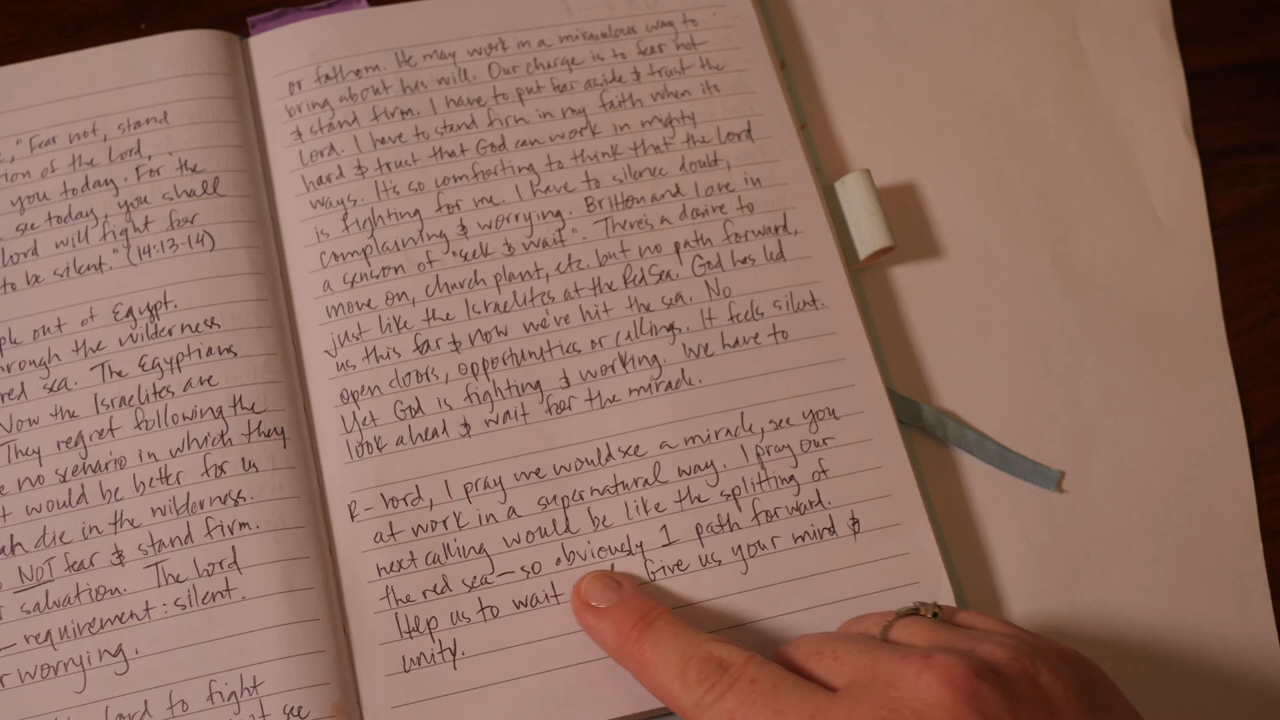 ," Fear not, stand
tion of the Lord,
you today. For the
see today, you shall
Lord will fight for
to be silent." (14:13-14)
ple out of Egypt.
hrough the wilderness
red sea. The Egyptians
Now the Israelites are
They regret following the
e no scenario in which they
t would be better for us
an die in the wilderness.
NOT fear & stand firm.
salvation. The Lord
- requirement: silent.
r worrying.
Lord to fight
see
or fathom. He may work in a miraculous way to
bring about his will. Our charge is to fear not
& stand firm. I have to put fear aside & trust the
Lord. I have to stand firm in my faith when its
hard & trust that God can work in mighty
ways. It's so comforting to think that the Lord
is fighting for me. I have to silence doubt,
complaining & worrying. Britton and I are in
a season of "seek & wait". There's a desire to
move on, church plant, etc. but no path forward,
just like the Israelites at the Red Sea. God has led
us this far & now we've hit the sea. No
open doors, opportunities or callings. It feels silent.
Yet God is fighting & working. We have to
look ahead & wait for the miracle.
R- Lord, I pray we would see a miracle, see you
at work in a supernatural way. I pray our
next calling would be like the splitting of
the red sea - so obviously 1 path forward.
Help us to wait Give us your mind &
unity.